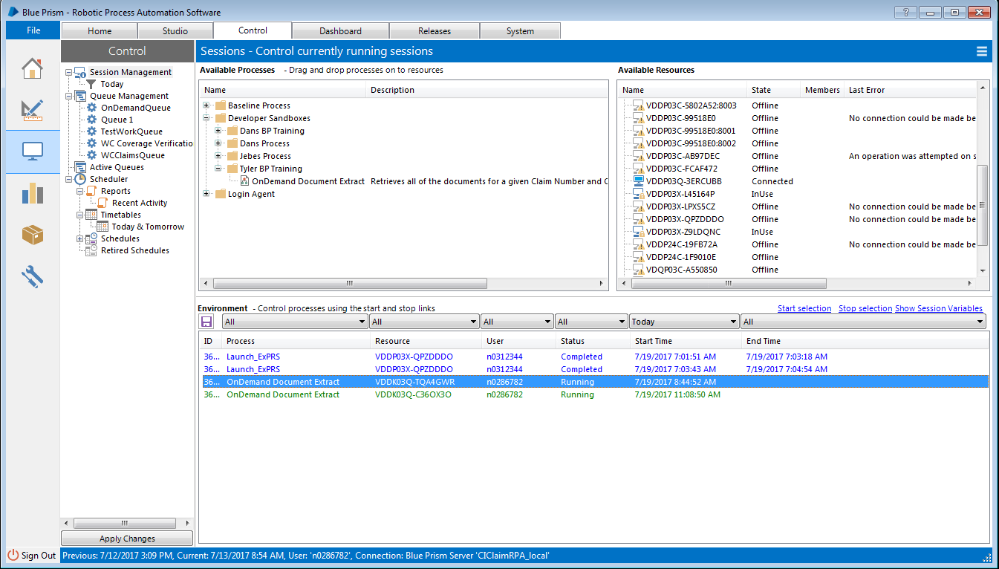 Blue Prism - Robotic Process Automation Software
File Home Studio Control Dashboard Releases System
Control
Sessions - Control currently running sessions
Session Management
Today
Queue Management
OnDemandQueue
Queue 1
TestWorkQueue
WC Coverage Verificatio
WCClaimsQueue
Active Queues
Scheduler
Reports
Recent Activity
Timetables
Today & Tomorrow
Schedules
Retired Schedules
Apply Changes
Available Processes - Drag and drop processes on to resources
Name Description
Baseline Process
Developer Sandboxes
Dans BP Training
Dans Process
Jebes Process
Tyler BP Training
OnDemand Document Extract Retrieves all of the documents for a given Claim Number and C
Login Agent
Available Resources
Name State Members Last Error
VDDP03C-5802A52:8003 Offline
VDDP03C-99518E0 Offline No connection could be made be
VDDP03C-99518E0:8001 Offline
VDDP03C-99518E0:8002 Offline
VDDP03C-AB97DEC Offline An operation was attempted on s
VDDP03C-FCAF472 Offline
VDDP03Q-3ERCUBB Connected
VDDP03X-L45164P InUse
VDDP03X-LPXS5CZ Offline No connection could be made be
VDDP03X-QPZDDDO Offline No connection could be made be
VDDP03X-Z9LDQNC InUse
VDDP24C-19FB72A Offline No connection could be made be
VDDP24C-1F9010E Offline
VDQP03C-A550850 Offline
Environment - Control processes using the start and stop links
Start selection Stop selection Show Session Variables
All All All All Today All
ID Process Resource User Status Start Time End Time
36... Launch_ExPRS VDDP03X-QPZDDDO n0312344 Completed 7/19/2017 7:01:51 AM 7/19/2017 7:03:18 AM
36... Launch_ExPRS VDDP03X-QPZDDDO n0312344 Completed 7/19/2017 7:03:43 AM 7/19/2017 7:04:54 AM
36... OnDemand Document Extract VDDK03Q-TQA4GWR n0286782 Running 7/19/2017 8:44:52 AM
36... OnDemand Document Extract VDDK03Q-C36OX3O n0286782 Running 7/19/2017 11:08:50 AM
Sign Out
Previous: 7/12/2017 3:09 PM, Current: 7/13/2017 8:54 AM, User: 'n0286782', Connection: Blue Prism Server 'CIClaimRPA_local'